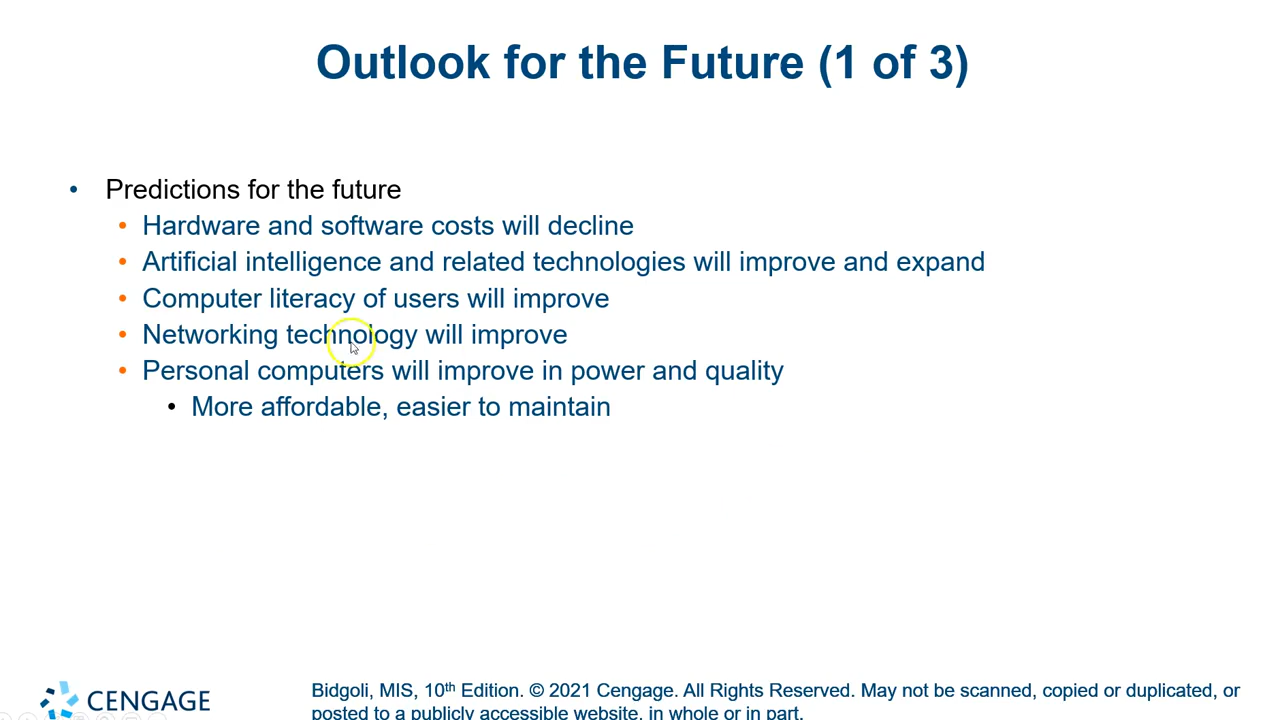 Outlook for the Future (1 of 3)
• Predictions for the future
• Hardware and software costs will decline
• Artificial intelligence and related technologies will improve and expand
• Computer literacy of users will improve
• Networking technology will improve
• Personal computers will improve in power and quality
• More affordable, easier to maintain
CENGAGE
Bidgoli, MIS, 10th Edition. © 2021 Cengage. All Rights Reserved. May not be scanned, copied or duplicated, or
posted to a publicly accessible website, in whole or in part.